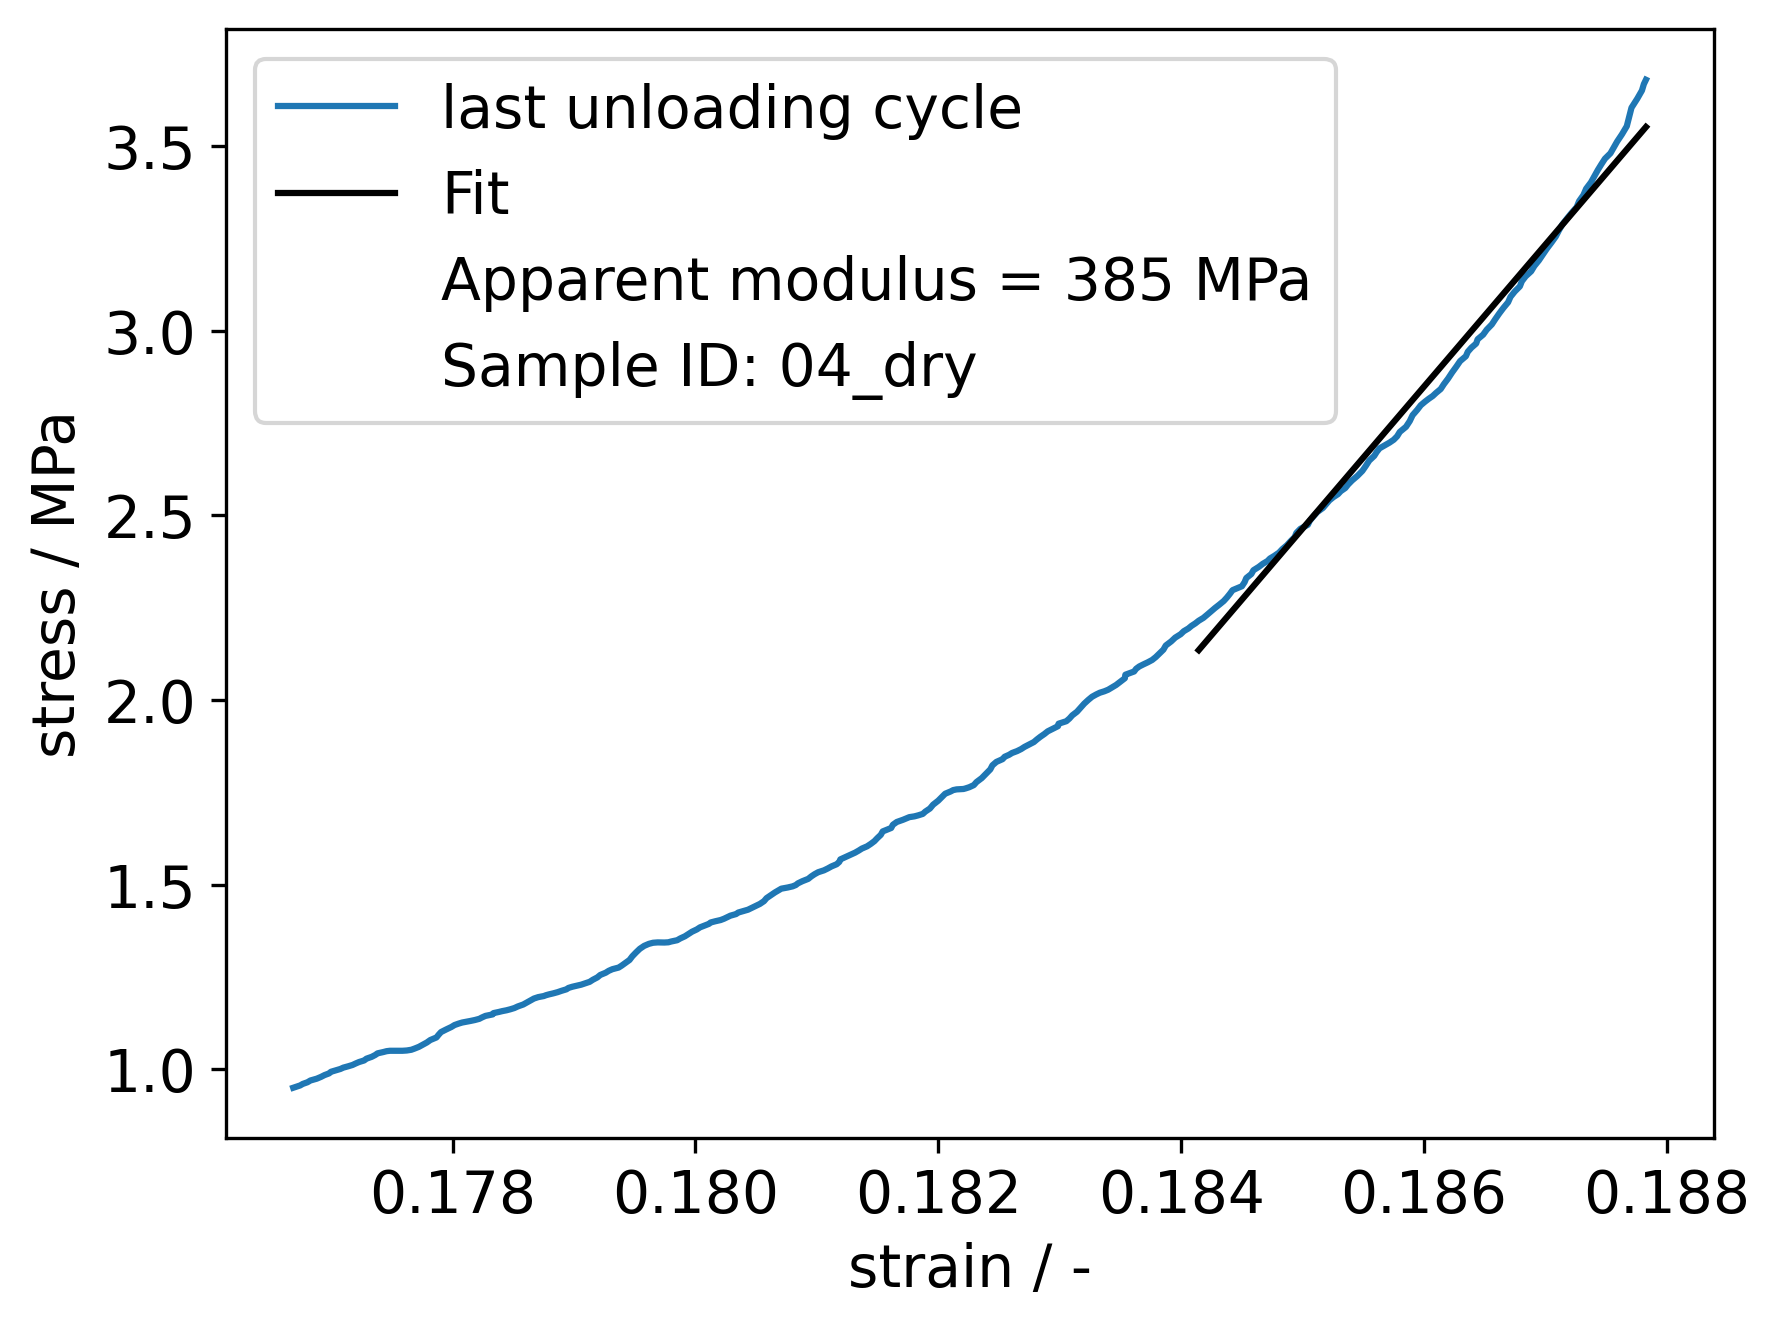 last unloading cycle
Fit
Apparent modulus = 385 MPa
Sample ID: 04_dry
stress / MPa
3.5
3.0
2.5
2.0
1.5
1.0
0.178 0.180 0.182 0.184 0.186 0.188
strain / -